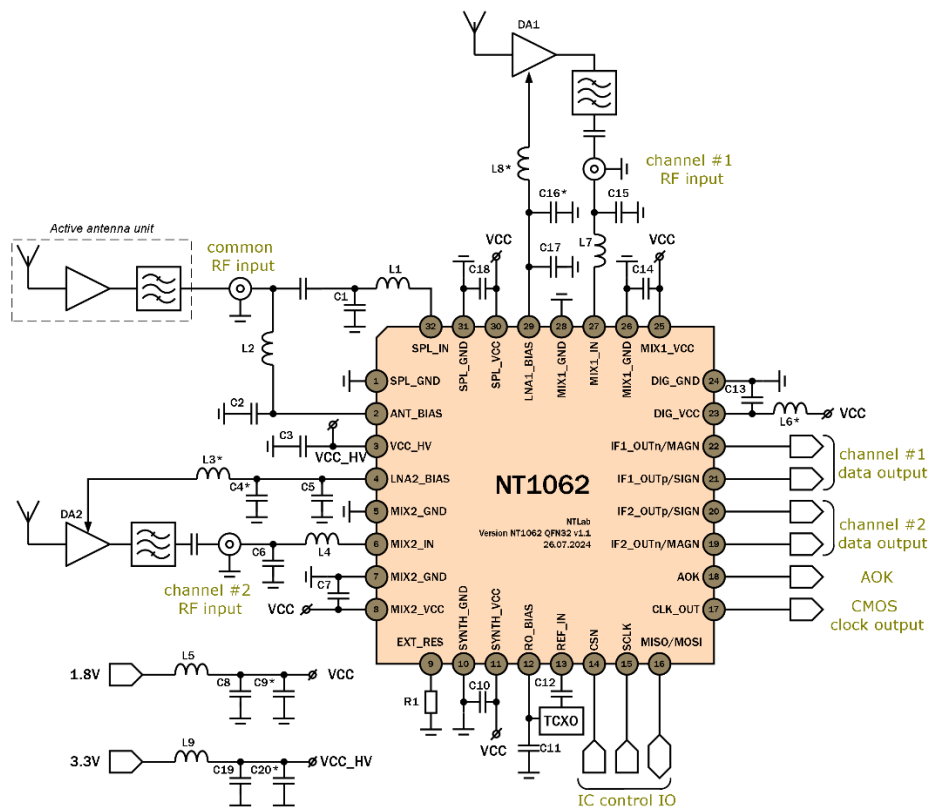 DA1
channel #1
RF input
L8*
C16*
C15
L7
C17
VCC
C18
VCC
C14
Active antenna unit
common
RF input
L1
C1
L2
C2
C3
VCC_HV
L3*
C4*
C5
DA2
C6
L4
channel #2
RF input
C7
VCC
32
31
30
29
28
27
26
25
SPL_IN
SPL_GND
SPL_VCC
LNA1_BIAS
MIX1_GND
MIX1_IN
MIX1_GND
MIX1_VCC
1
SPL_GND
2
ANT_BIAS
3
VCC_HV
4
LNA2_BIAS
5
MIX2_GND
6
MIX2_IN
7
MIX2_GND
8
MIX2_VCC
NT1062
NTLab
Version NT1062 QFN32 v1.1
26.07.2024
DIG_GND
24
C13
DIG_VCC
23
L6*
VCC
IF1_OUTn/MAGN
22
IF1_OUTp/SIGN
21
channel #1
data output
IF2_OUTp/SIGN
20
IF2_OUTn/MAGN
19
channel #2
data output
AOK
18
AOK
CLK_OUT
17
CMOS
clock output
EXT_RES
SYNTH_GND
SYNTH_VCC
RO_BIAS
REF_IN
CSN
SCLK
MISO/MOSI
9
10
11
12
13
14
15
16
R1
C10
VCC
C12
TCXO
C11
IC control IO
1.8V
L5
C8
C9*
VCC
3.3V
L9
C19
C20*
VCC_HV